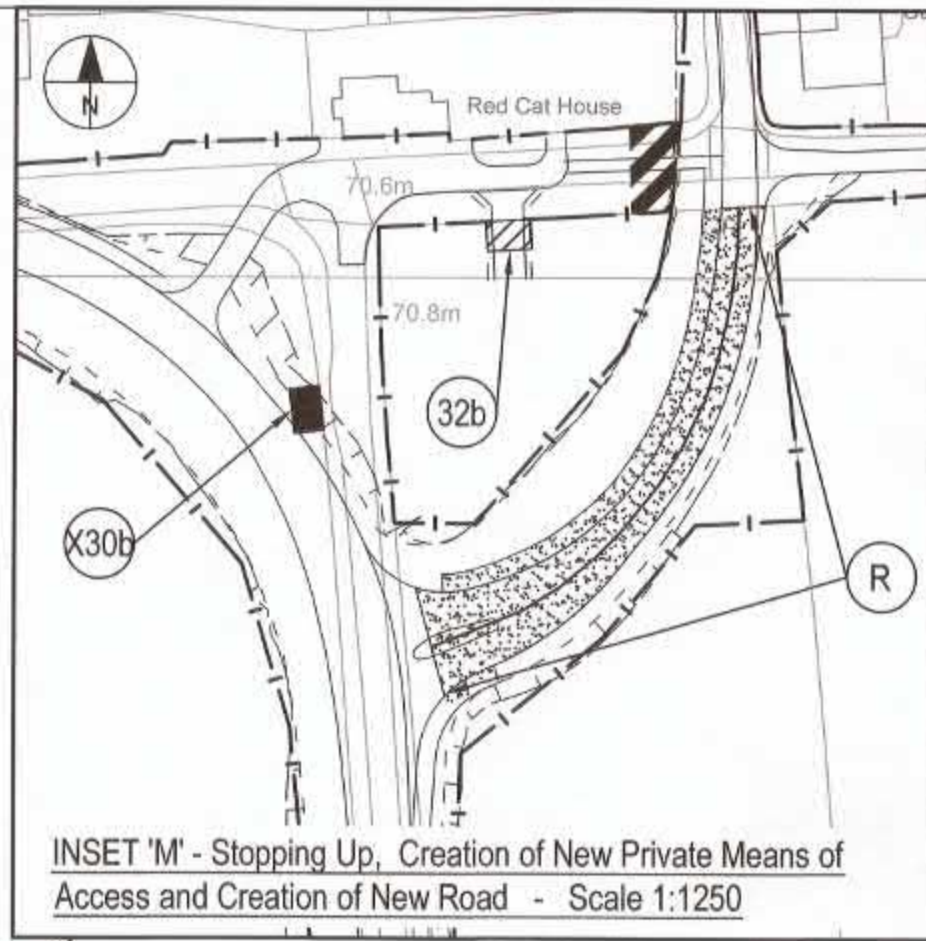 N
Red Cat House
70.6m
70.8m
32b
X30b
R
INSET 'M' - Stopping Up, Creation of New Private Means of
Access and Creation of New Road - Scale 1:1250